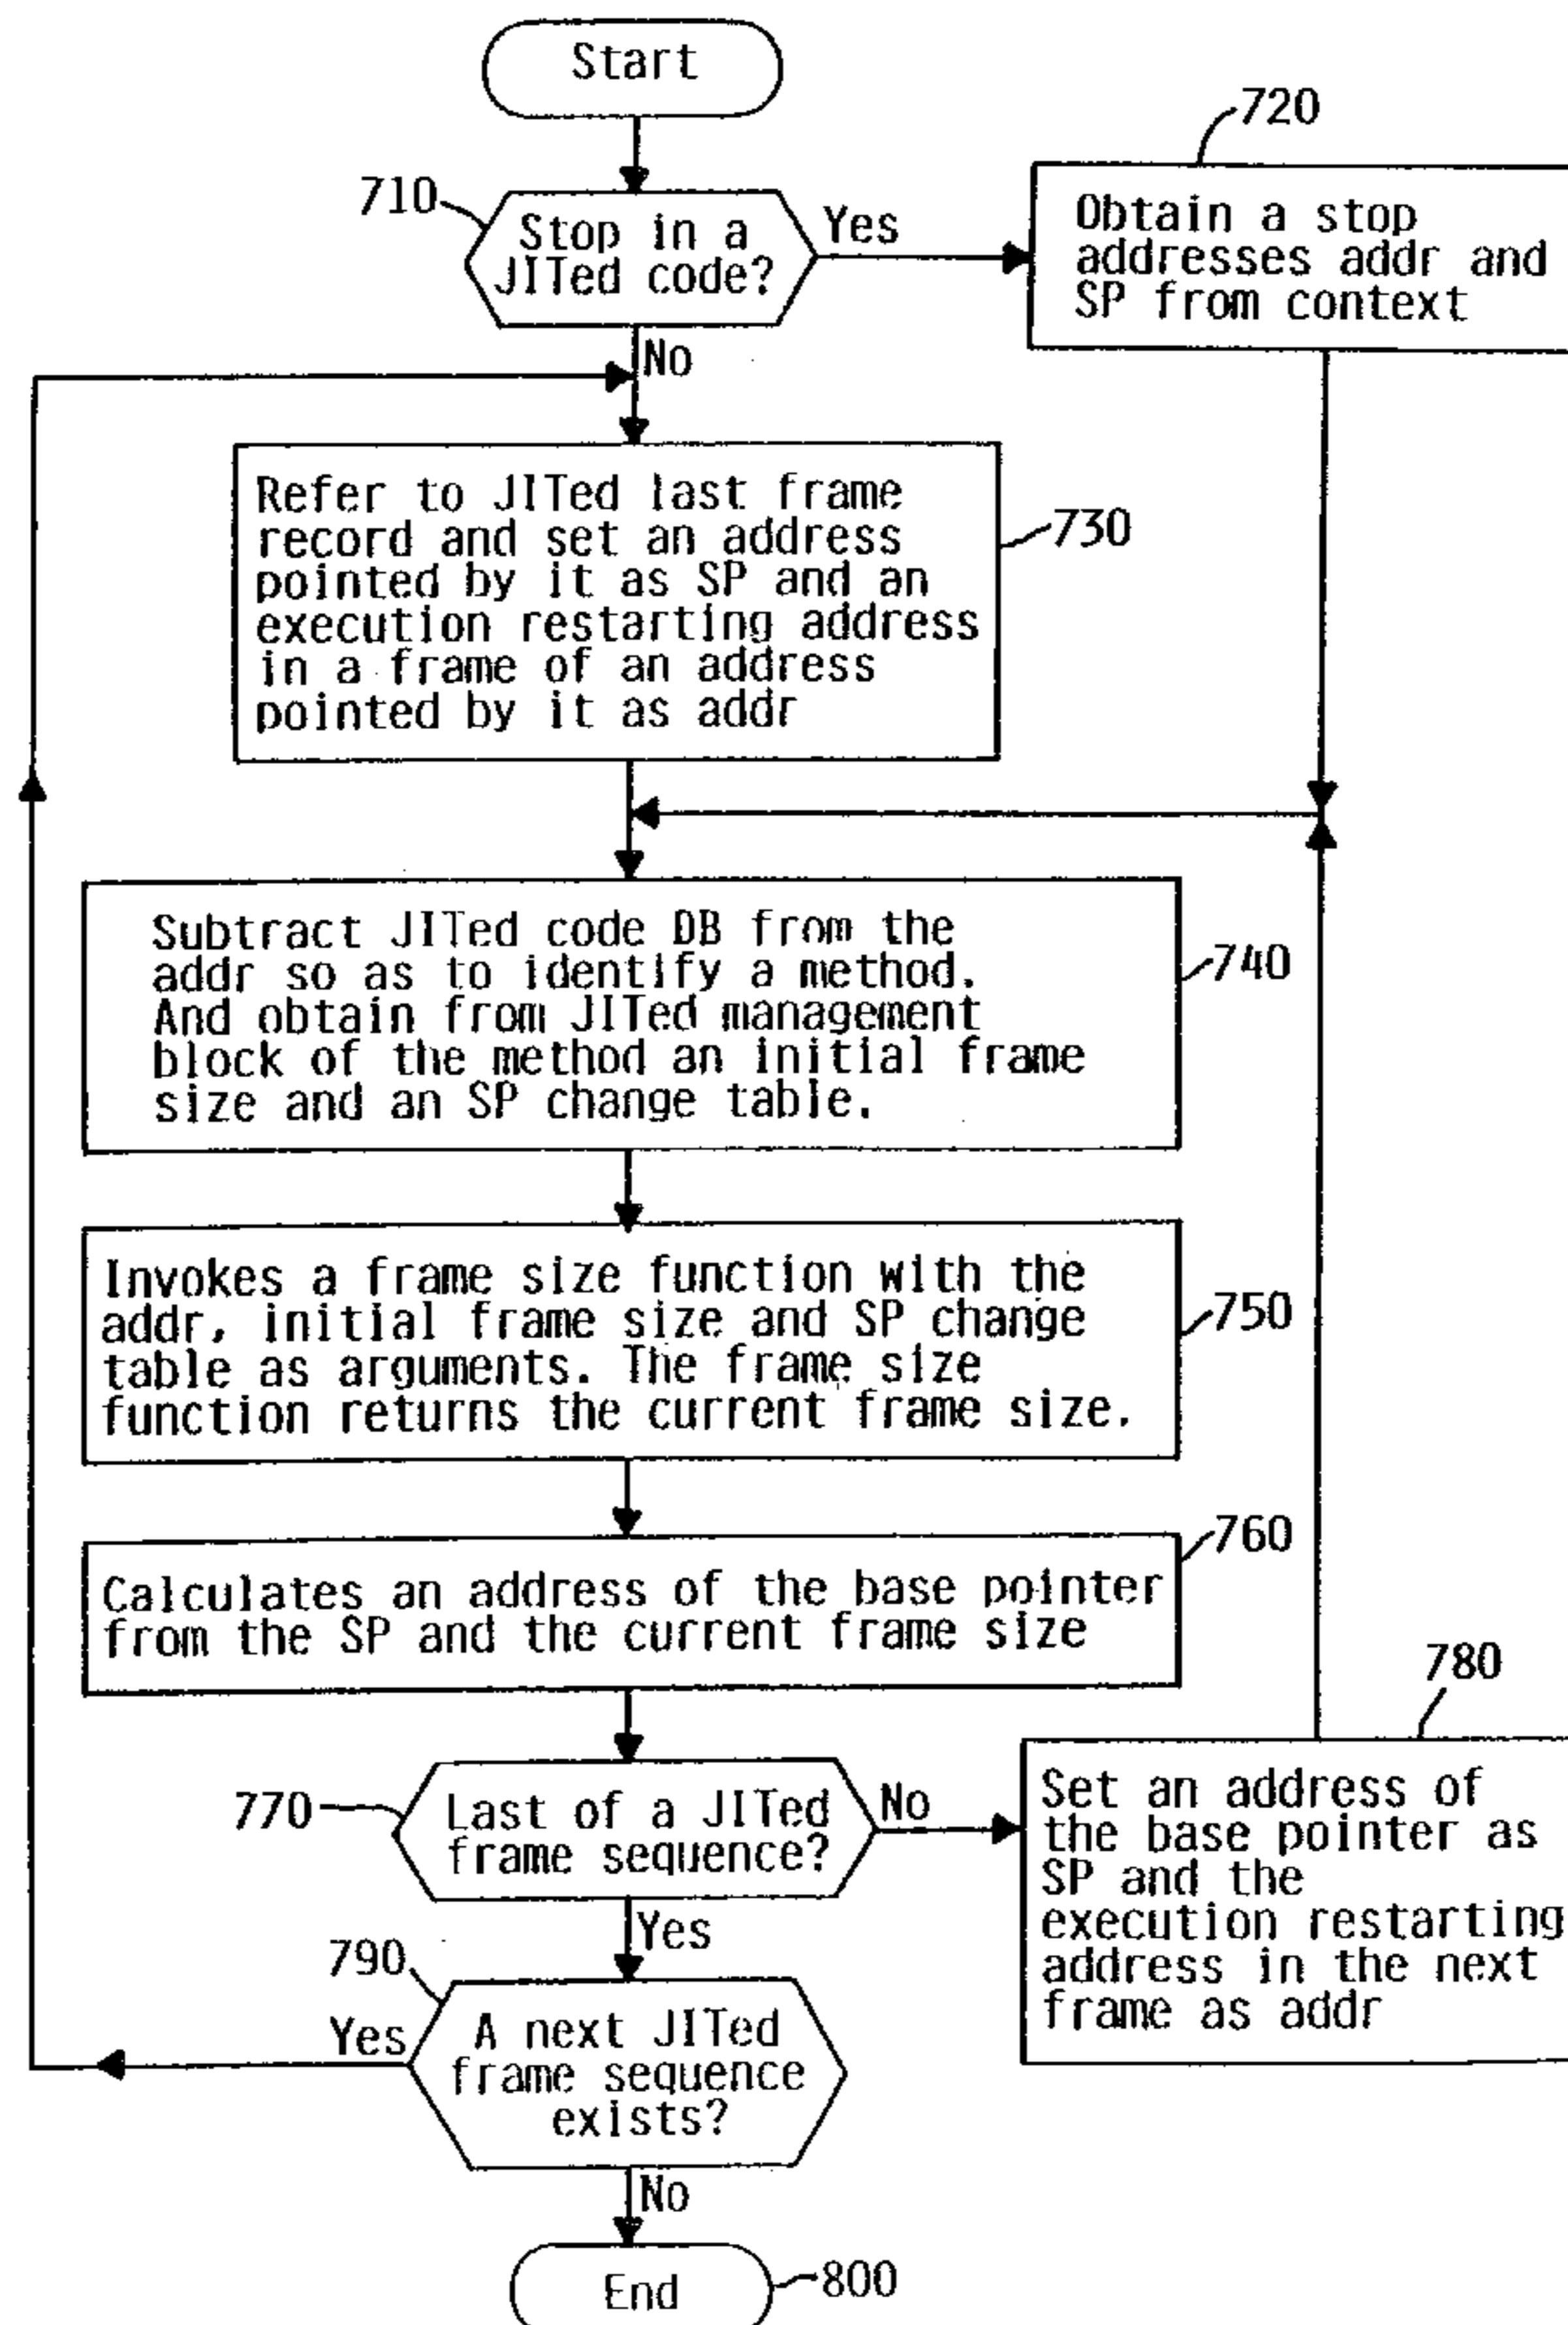 Start
720
710
Stop in a
JITed code?
Yes
Obtain a stop
addresses addr and
SP from context
No
Refer to JITed last frame
record and set an address
pointed by it as SP and an
execution restarting address
in a frame of an address
pointed by it as addr
730
Subtract JITed code DB from the
addr so as to identify a method.
And obtain from JITed management
block of the method an initial frame
size and an SP change table.
740
Invokes a frame size function with the
addr, initial frame size and SP change
table as arguments. The frame size
function returns the current frame size.
750
760
Calculates an address of the base pointer
from the SP and the current frame size
780
770
Last of a JITed
frame sequence?
No
Set an address of
the base pointer as
SP and the
execution restarting
address in the next
frame as addr
Yes
790
Yes
A next JITed
frame sequence
exists?
No
End
800